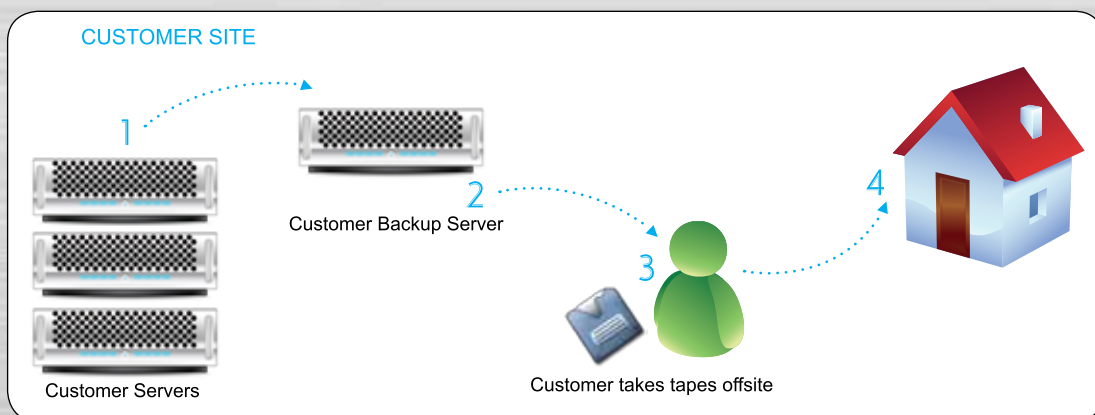 CUSTOMER SITE
1
2
Customer Backup Server
3
4
Customer takes tapes offsite
Customer Servers